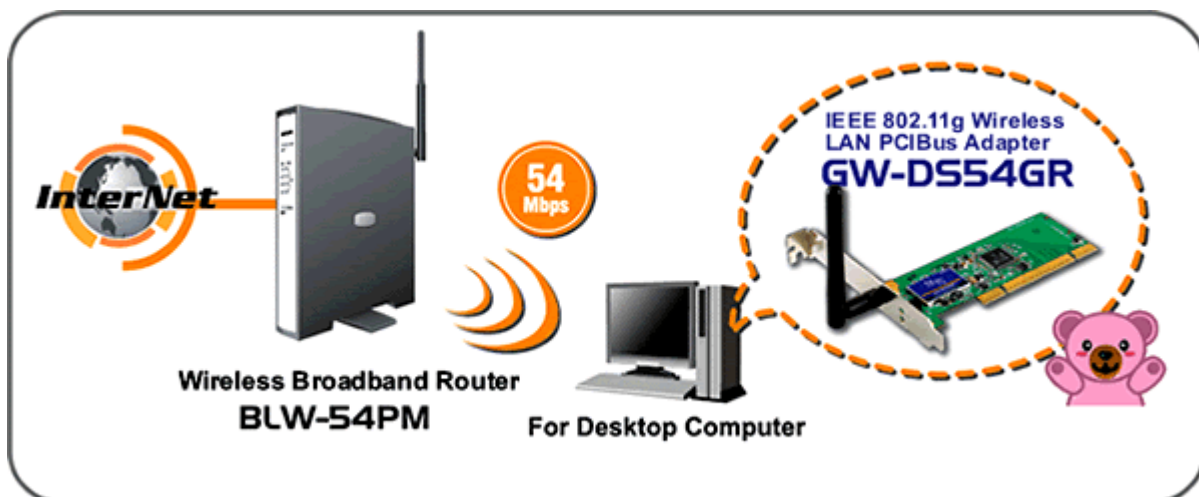 InterNet
54
Mbps
IEEE 802.11g Wireless
LAN PCIBus Adapter
GW-DS54GR
Wireless Broadband Router
BLW-54PM
For Desktop Computer